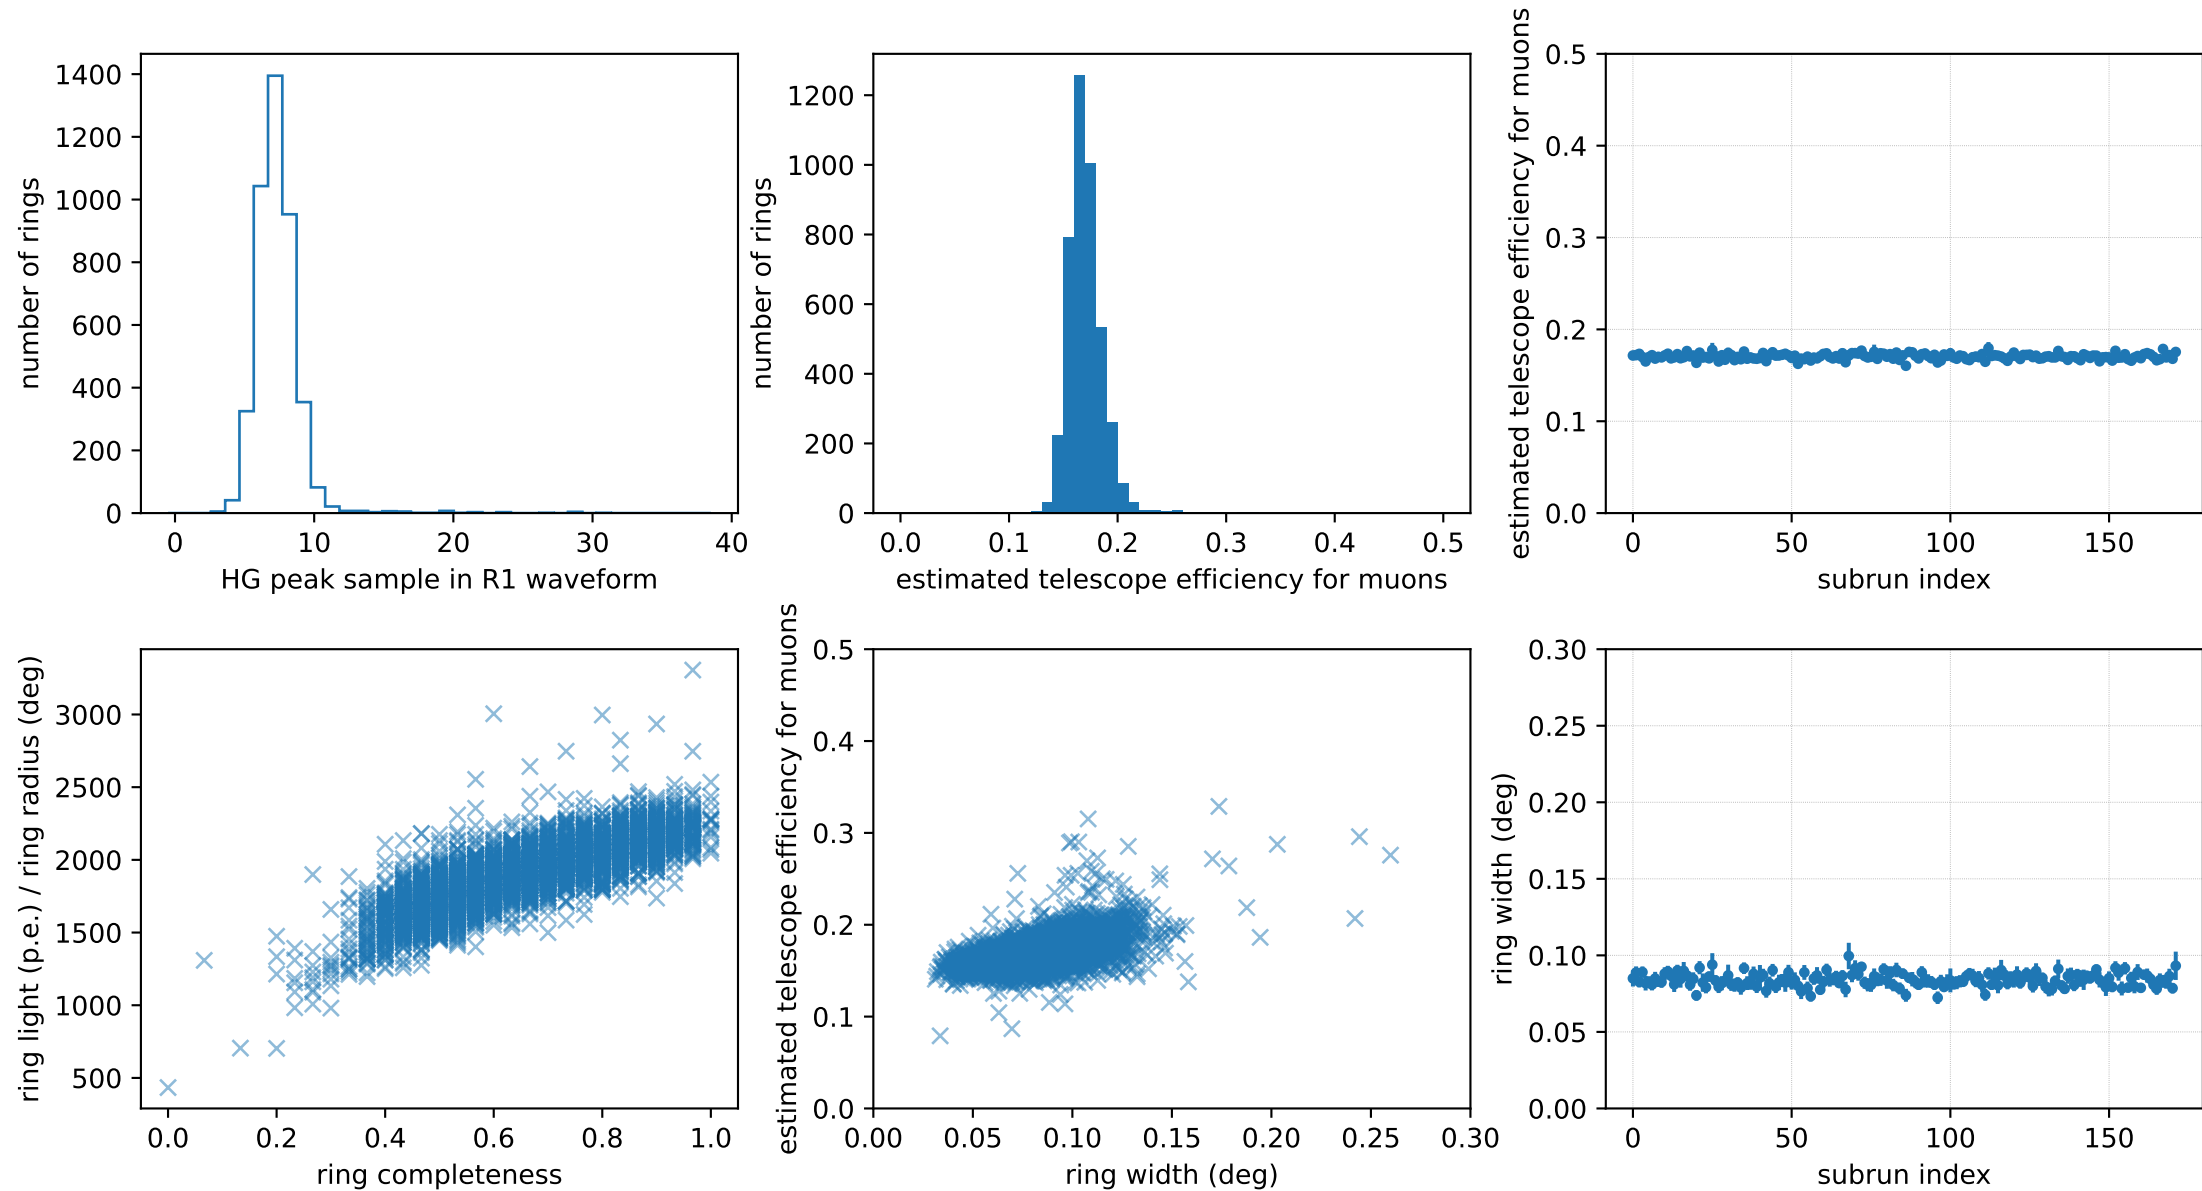 number of rings
1400
1200
1000
800
600
400
200
0
0 10 20 30 40
HG peak sample in R1 waveform
number of rings
1200
1000
800
600
400
200
0
0.0 0.1 0.2 0.3 0.4 0.5
estimated telescope efficiency for muons
estimated telescope efficiency for muons
0.5
0.4
0.3
0.2
0.1
0.0
0 50 100 150
subrun index
ring light (p.e.) / ring radius (deg)
3000
2500
2000
1500
1000
500
0.0 0.2 0.4 0.6 0.8 1.0
ring completeness
estimated telescope efficiency for muons
0.5
0.4
0.3
0.2
0.1
0.0
0.00 0.05 0.10 0.15 0.20 0.25 0.30
ring width (deg)
ring width (deg)
0.30
0.25
0.20
0.15
0.10
0.05
0.00
0 50 100 150
subrun index